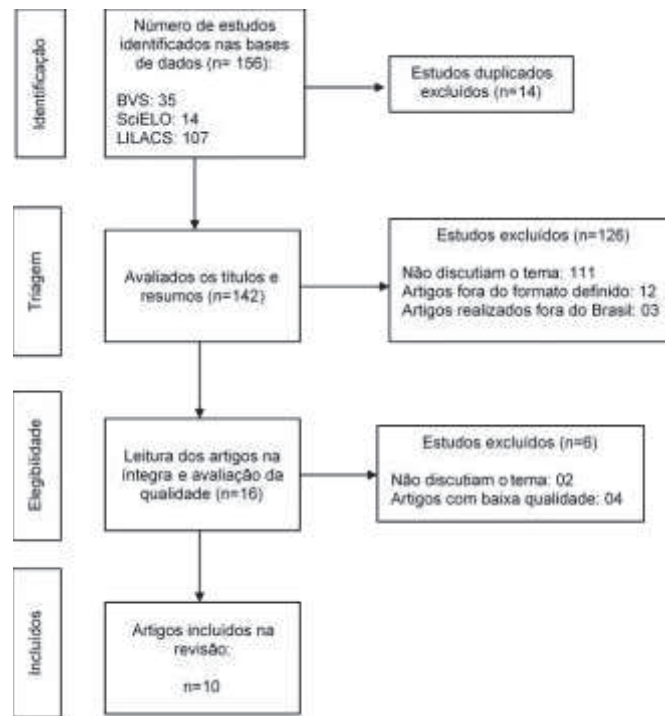 Identificação
Número de estudos
identificados nas bases
de dados (n= 156):
BVS: 35
SciELO: 14
LILACS: 107
Estudos duplicados
excluídos (n=14)
Triagem
Avaliados os títulos e
resumos (n=142)
Estudos excluídos (n=126)
Não discutiam o tema: 111
Artigos fora do formato definido: 12
Artigos realizados fora do Brasil: 03
Elegibilidade
Leitura dos artigos na
íntegra e avaliação da
qualidade (n=16)
Estudos excluídos (n=6)
Não discutiam o tema: 02
Artigos com baixa qualidade: 04
Incluídos
Artigos incluídos na
revisão:
n=10